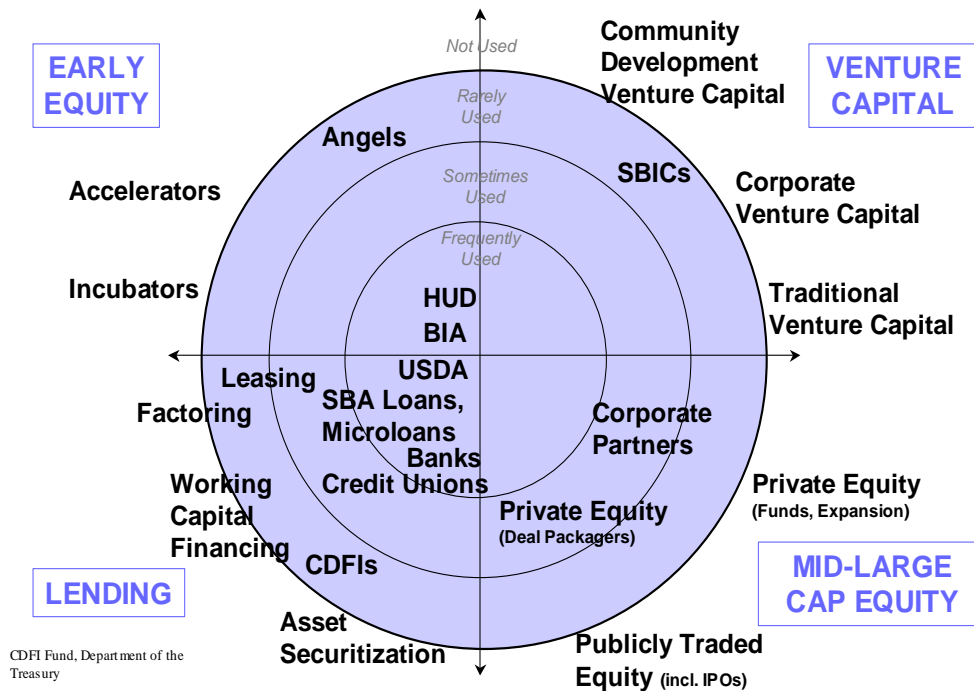 Not Used
Community
Development
Venture Capital
EARLY
EQUITY
VENTURE
CAPITAL
Rarely
Used
Angels
Sometimes
Used
SBICs
Accelerators
Corporate
Venture Capital
Frequently
Used
Incubators
HUD
Traditional
Venture Capital
BIA
USDA
Leasing
SBA Loans,
Microloans
Factoring
Corporate
Partners
Banks
Credit Unions
Working
Capital
Financing
Private Equity
(Funds, Expansion)
Private Equity
(Deal Packagers)
CDFIs
LENDING
MID-LARGE
CAP EQUITY
Asset
Securitization
Publicly Traded
Equity (incl. IPOs)
CDFI Fund, Department of the
Treasury